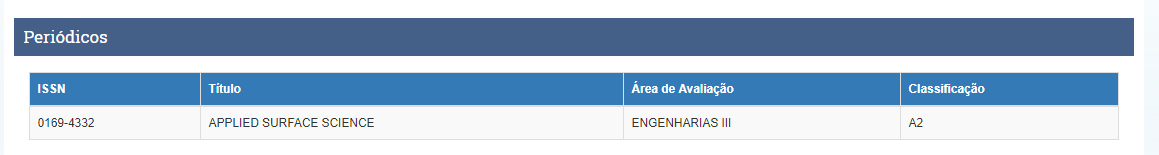 Periódicos
ISSN Título Área de Avaliação Classificação
0169-4332 APPLIED SURFACE SCIENCE ENGENHARIAS III A2